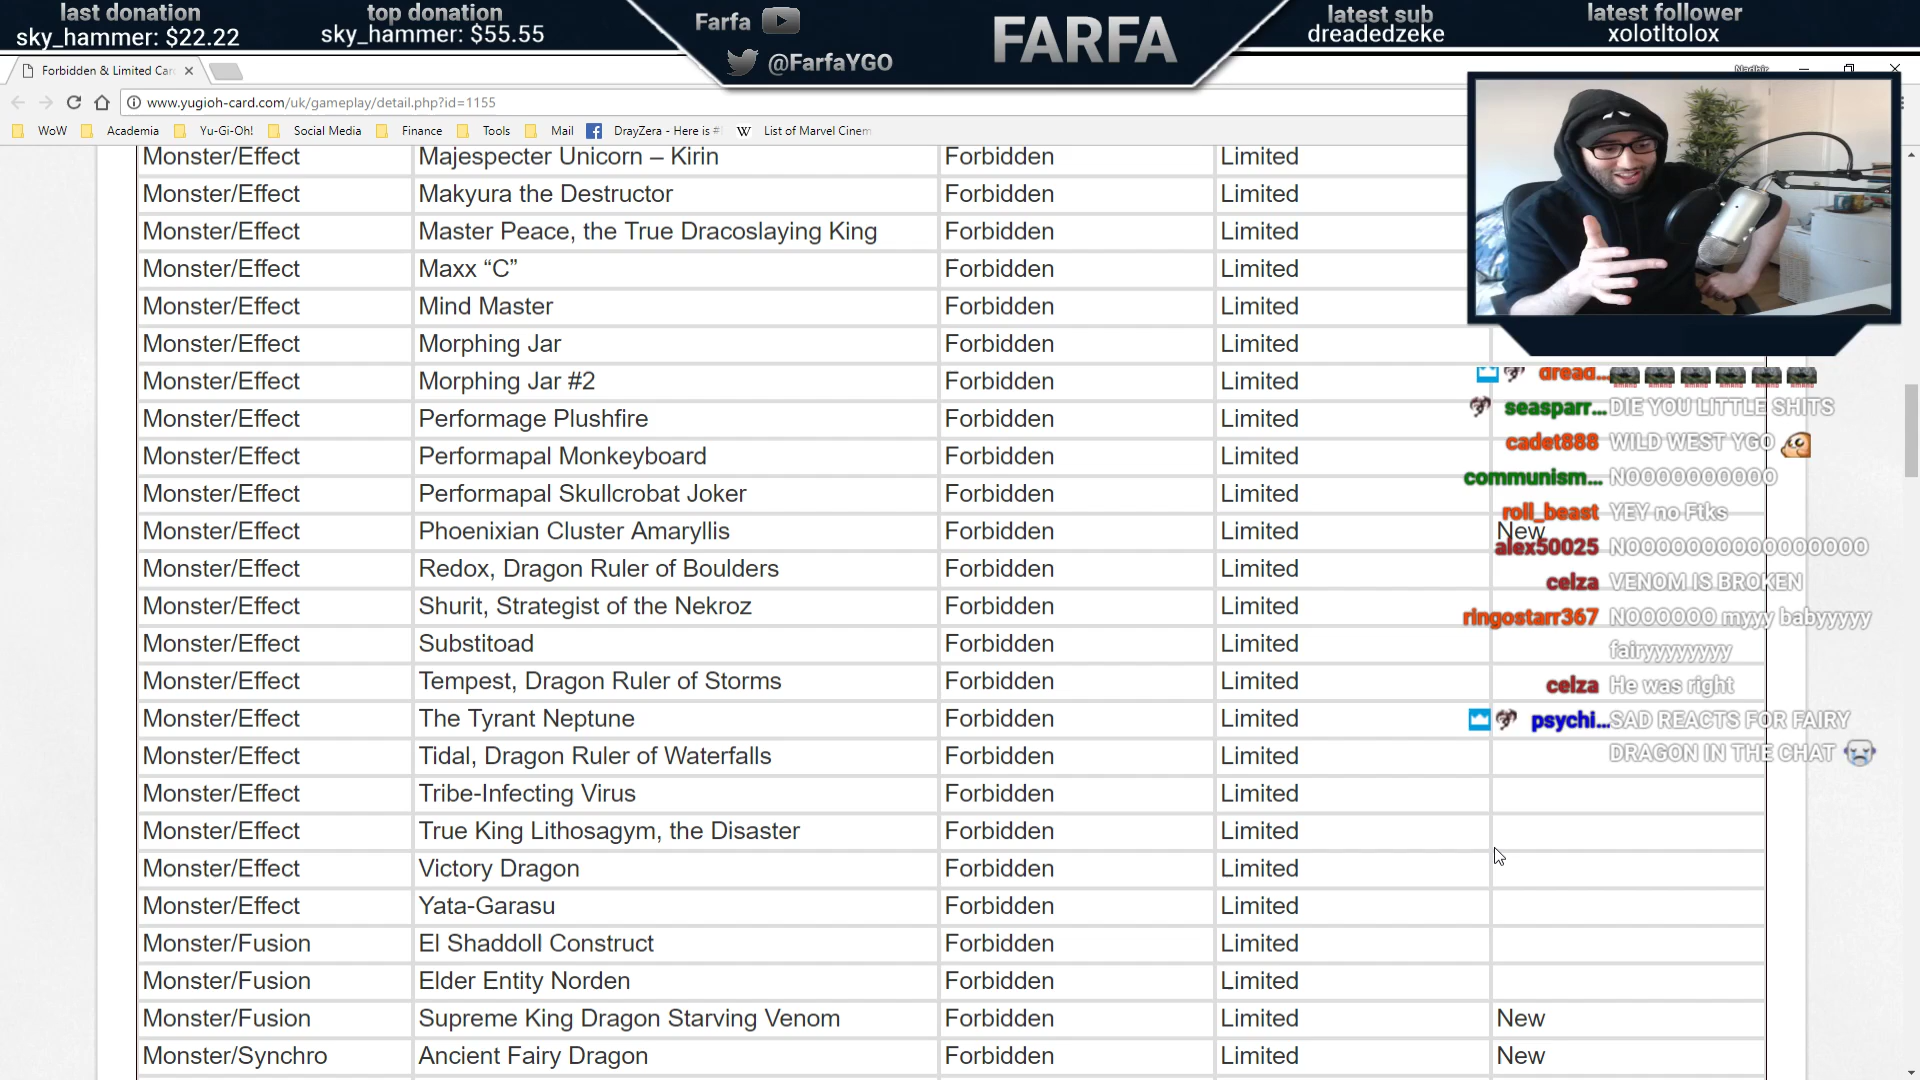 last donation
sky_hammer: $22.22
top donation
sky_hammer: $55.55
Farfa
@FarfaYGO
FARFA
latest sub
dreadedzeke
latest follower
xolotltolox
Forbidden & Limited Car
www.yugioh-card.com/uk/gameplay/detail.php?id=1155
WoW Academia Yu-Gi-Oh! Social Media Finance Tools Mail DrayZera - Here is # List of Marvel Cinem
Monster/Effect Majespecter Unicorn – Kirin Forbidden Limited
Monster/Effect Makyura the Destructor Forbidden Limited
Monster/Effect Master Peace, the True Dracoslaying King Forbidden Limited
Monster/Effect Maxx “C” Forbidden Limited
Monster/Effect Mind Master Forbidden Limited
Monster/Effect Morphing Jar Forbidden Limited
Monster/Effect Morphing Jar #2 Forbidden Limited
Monster/Effect Performage Plushfire Forbidden Limited
Monster/Effect Performapal Monkeyboard Forbidden Limited
Monster/Effect Performapal Skullcrobat Joker Forbidden Limited
Monster/Effect Phoenixian Cluster Amaryllis Forbidden Limited New
Monster/Effect Redox, Dragon Ruler of Boulders Forbidden Limited
Monster/Effect Shurit, Strategist of the Nekroz Forbidden Limited
Monster/Effect Substitoad Forbidden Limited
Monster/Effect Tempest, Dragon Ruler of Storms Forbidden Limited
Monster/Effect The Tyrant Neptune Forbidden Limited
Monster/Effect Tidal, Dragon Ruler of Waterfalls Forbidden Limited
Monster/Effect Tribe-Infecting Virus Forbidden Limited
Monster/Effect True King Lithosagym, the Disaster Forbidden Limited
Monster/Effect Victory Dragon Forbidden Limited
Monster/Effect Yata-Garasu Forbidden Limited
Monster/Fusion El Shaddoll Construct Forbidden Limited
Monster/Fusion Elder Entity Norden Forbidden Limited
Monster/Fusion Supreme King Dragon Starving Venom Forbidden Limited New
Monster/Synchro Ancient Fairy Dragon Forbidden Limited New
dread...
seasparr... DIE YOU LITTLE SHITS
cadet888 WILD WEST YGO
communism... NOOOOOOOOOO
roll_beast YEY no Ftks
alex50025 NOOOOOOOOOOOOOOOO
celza VENOM IS BROKEN
ringostarr367 NOOOOOO myyy babyyyyy
fairyyyyyyyy
celza He was right
psychi... SAD REACTS FOR FAIRY
DRAGON IN THE CHAT